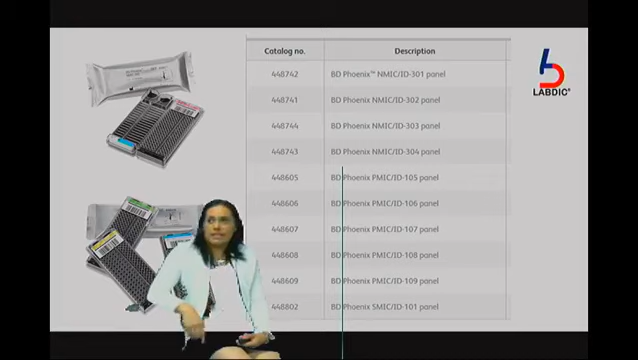 Catalog no. Description
448742 BD Phoenix™ NMIC/ID-301 panel
448741 BD Phoenix NMIC/ID-302 panel
448744 BD Phoenix NMIC/ID-303 panel
448743 BD Phoenix NMIC/ID-304 panel
448605 BD Phoenix PMIC/ID-105 panel
448606 BD Phoenix PMIC/ID-106 panel
448607 BD Phoenix PMIC/ID-107 panel
448608 BD Phoenix PMIC/ID-108 panel
448609 BD Phoenix PMIC/ID-109 panel
448802 BD Phoenix SMIC/ID-101 panel
LABDIC®